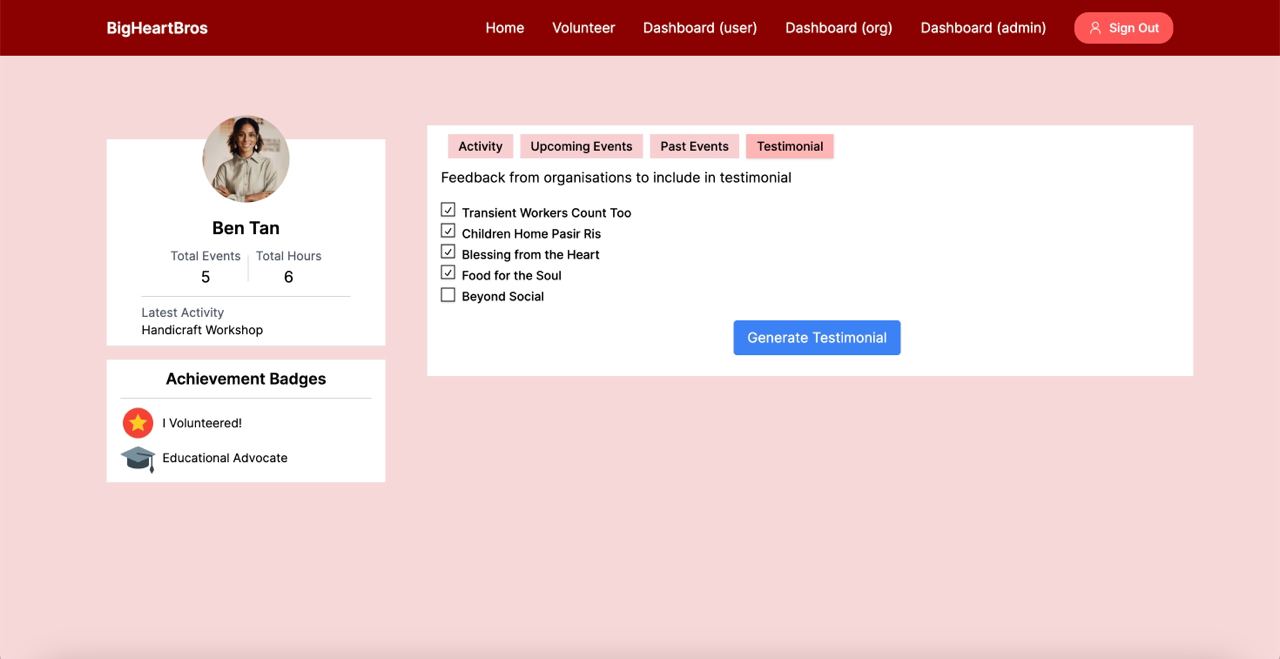 BigHeartBros
Home Volunteer Dashboard (user) Dashboard (org) Dashboard (admin) Sign Out
Ben Tan
Total Events Total Hours
5 6
Latest Activity
Handicraft Workshop
Achievement Badges
I Volunteered!
Educational Advocate
Activity Upcoming Events Past Events Testimonial
Feedback from organisations to include in testimonial
Transient Workers Count Too
Children Home Pasir Ris
Blessing from the Heart
Food for the Soul
Beyond Social
Generate Testimonial